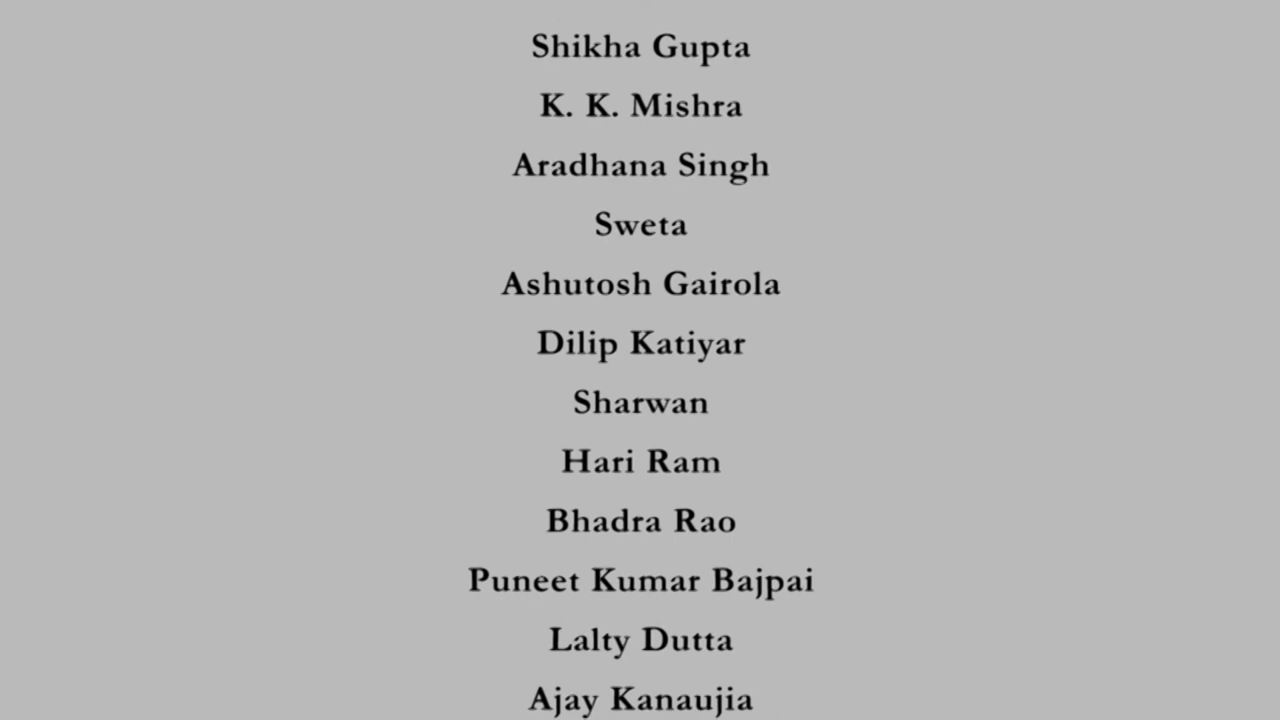 Shikha Gupta
K. K. Mishra
Aradhana Singh
Sweta
Ashutosh Gairola
Dilip Katiyar
Sharwan
Hari Ram
Bhadra Rao
Puneet Kumar Bajpai
Lalty Dutta
Ajay Kanaujia